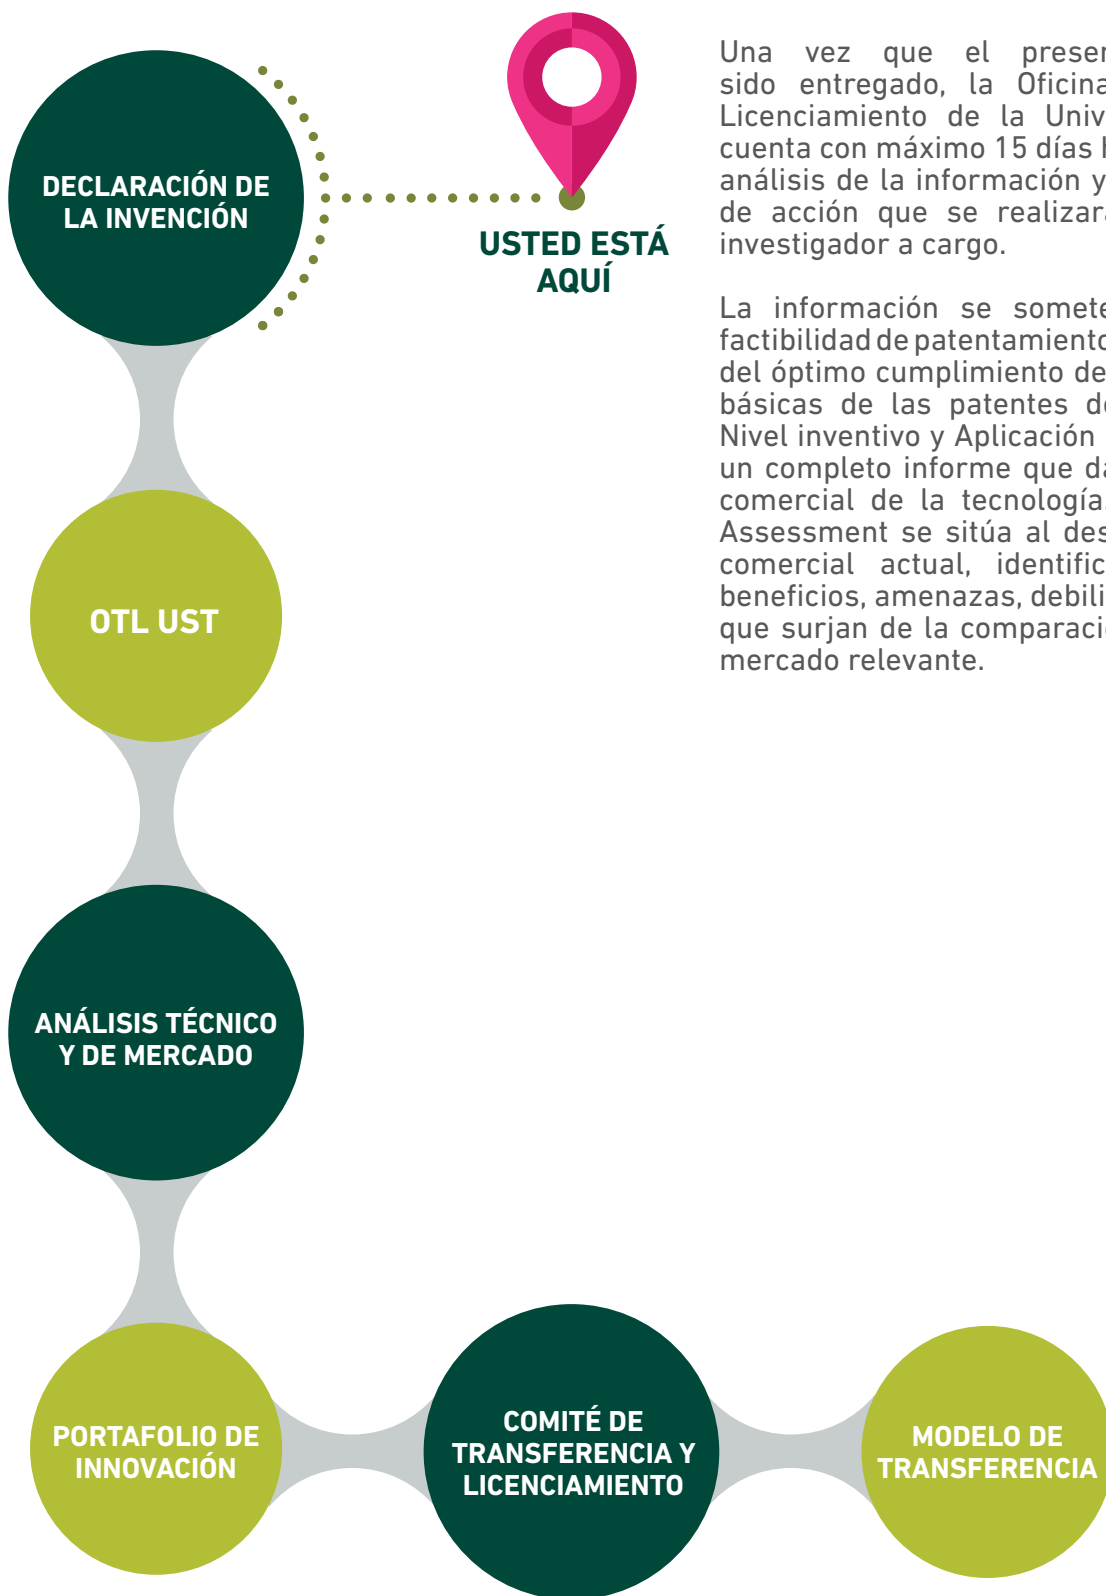 DECLARACIÓN DE
LA INVENCIÓN
USTED ESTÁ
AQUÍ
Una vez que el
sido entregado, la Oficina
Licenciamiento de la
cuenta con máximo 15 días
análisis de la información y
de acción que se
investigador a cargo.
La información se
factibilidad de patentamiento
del óptimo cumplimiento de
básicas de las patentes
Nivel inventivo y Aplicación
un completo informe que
comercial de la tecnología.
Assessment se sitúa al
comercial actual,
beneficios, amenazas,
que surjan de la
mercado relevante.
OTL UST
ANÁLISIS TÉCNICO
Y DE MERCADO
PORTAFOLIO DE
INNOVACIÓN
COMITÉ DE
TRANSFERENCIA Y
LICENCIAMIENTO
MODELO DE
TRANSFERENCIA